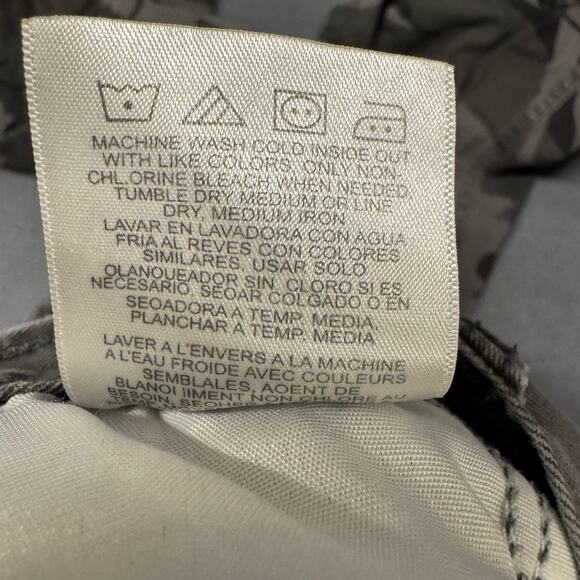 MACHINE WASH COLD INSIDE OUT
WITH LIKE COLORS, ONLY NON-
CHLORINE BLEACH WHEN NEEDED,
TUMBLE DRY MEDIUM OR LINE
DRY, MEDIUM IRON
LAVAR EN LAVADORA CON AGUA
FRIA AL REVES CON COLORES
SIMILARES, USAR SOLO
OLANQUEADOR SIN, CLORO SI ES
NECESARIO, SEOAR COLGADO O EN
SEOADORA A TEMP. MEDIA,
PLANCHAR A TEMP. MEDIA
LAVER A L'ENVERS A LA MACHINE
A L'EAU FROIDE AVEC COULEURS
SEMBLALES, AOENT DE
BLANOI IIMENT NON CHLORE AU
BESOIN,